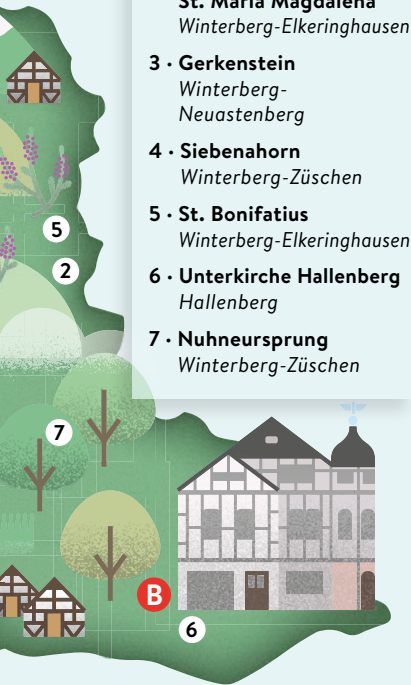 St. Maria Magdalena
Winterberg-Elkeringhausen
3 · Gerkenstein
Winterberg-
Neuastenberg
4 · Siebenahorn
Winterberg-Züschen
5 · St. Bonifatius
Winterberg-Elkeringhausen
6 · Unterkirche Hallenberg
Hallenberg
7 · Nuhneursprung
Winterberg-Züschen
5
2
7
B
6